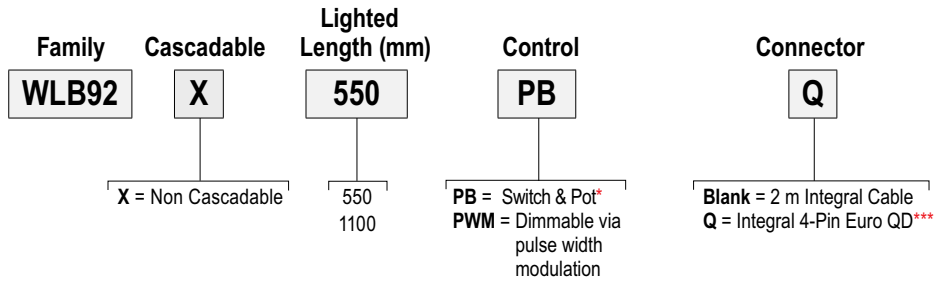 Family
Cascadable
Lighted
Length (mm)
Control
Connector
WLB92
X
550
PB
Q
X = Non Cascadable
550
1100
PB = Switch & Pot*
PWM = Dimmable via
pulse width
modulation
Blank = 2 m Integral Cable
Q = Integral 4-Pin Euro QD***